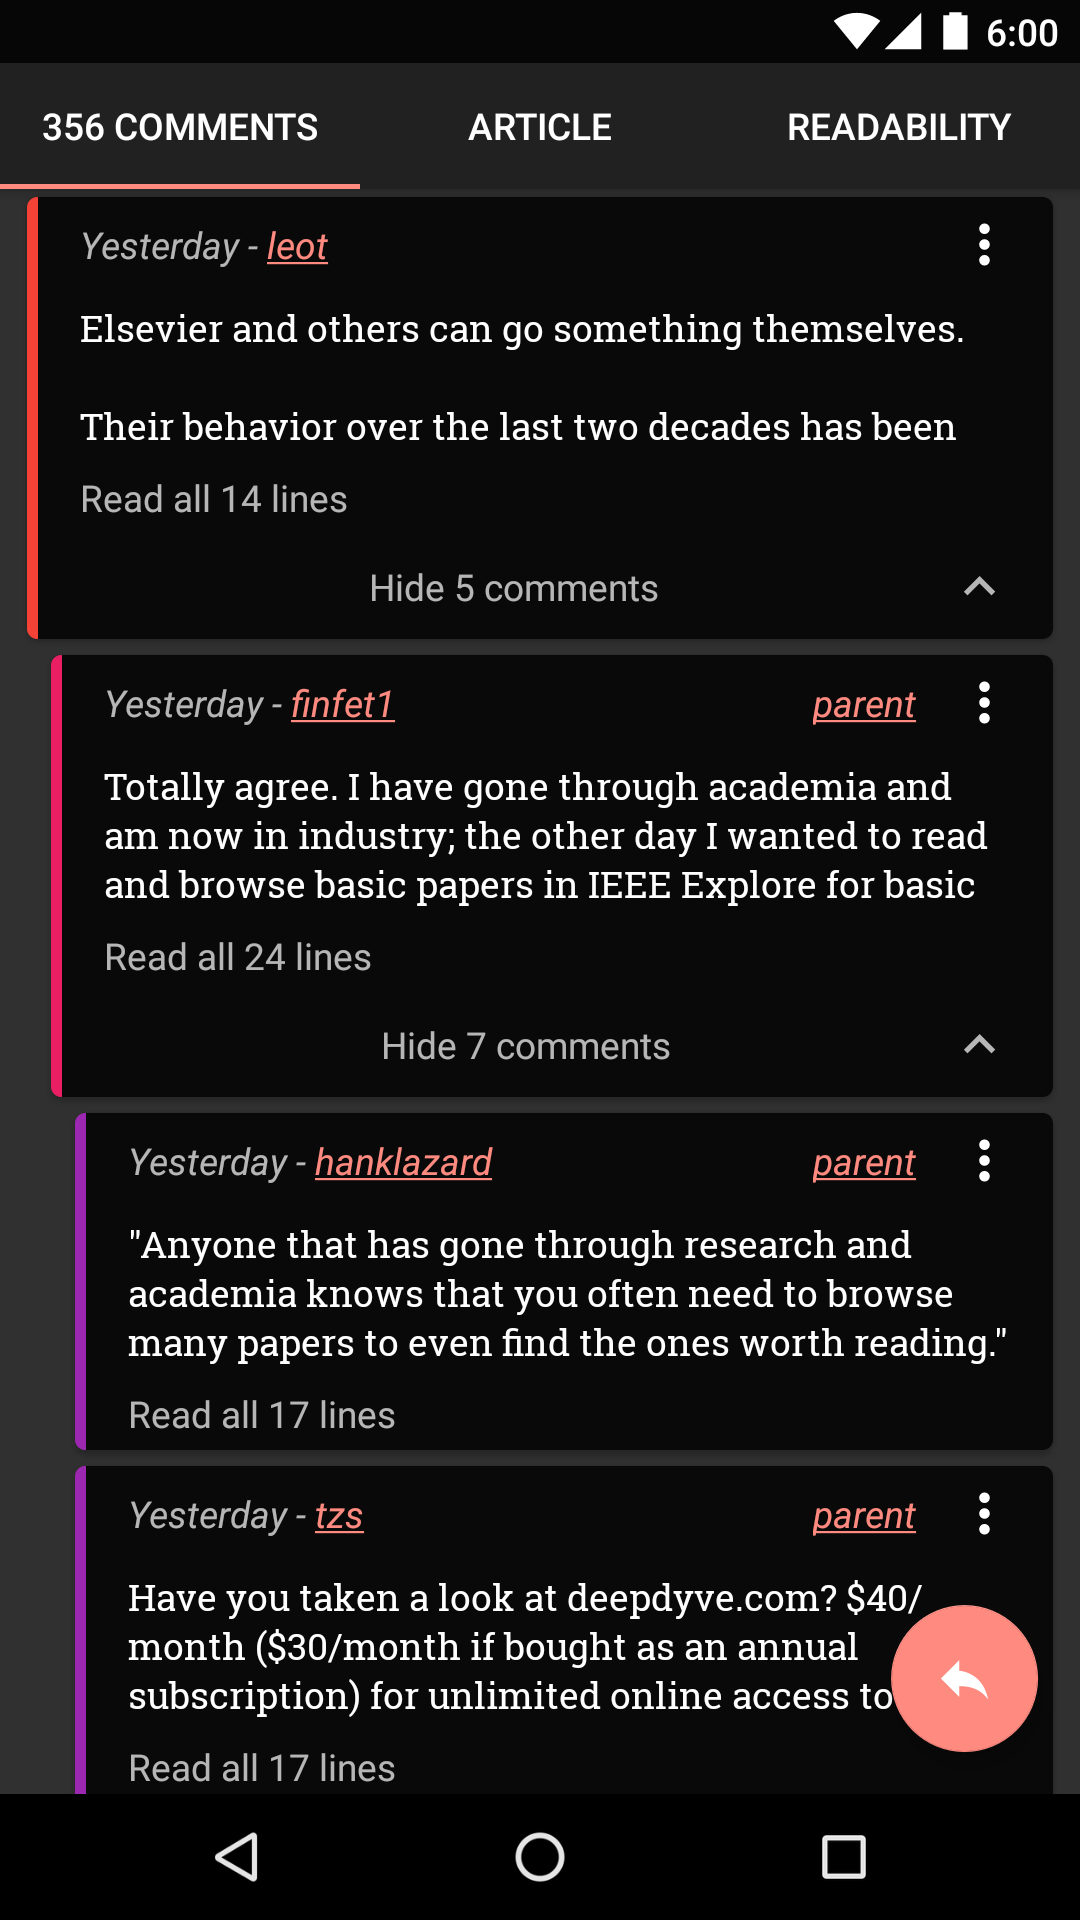 6:00
356 COMMENTS ARTICLE READABILITY
Yesterday - leot
Elsevier and others can go something themselves.
Their behavior over the last two decades has been
Read all 14 lines
Hide 5 comments
Yesterday - finfet1 parent
Totally agree. I have gone through academia and
am now in industry; the other day I wanted to read
and browse basic papers in IEEE Explore for basic
Read all 24 lines
Hide 7 comments
Yesterday - hanklazard parent
"Anyone that has gone through research and
academia knows that you often need to browse
many papers to even find the ones worth reading."
Read all 17 lines
Yesterday - tzs parent
Have you taken a look at deepdyve.com? $40/
month ($30/month if bought as an annual
subscription) for unlimited online access to
Read all 17 lines